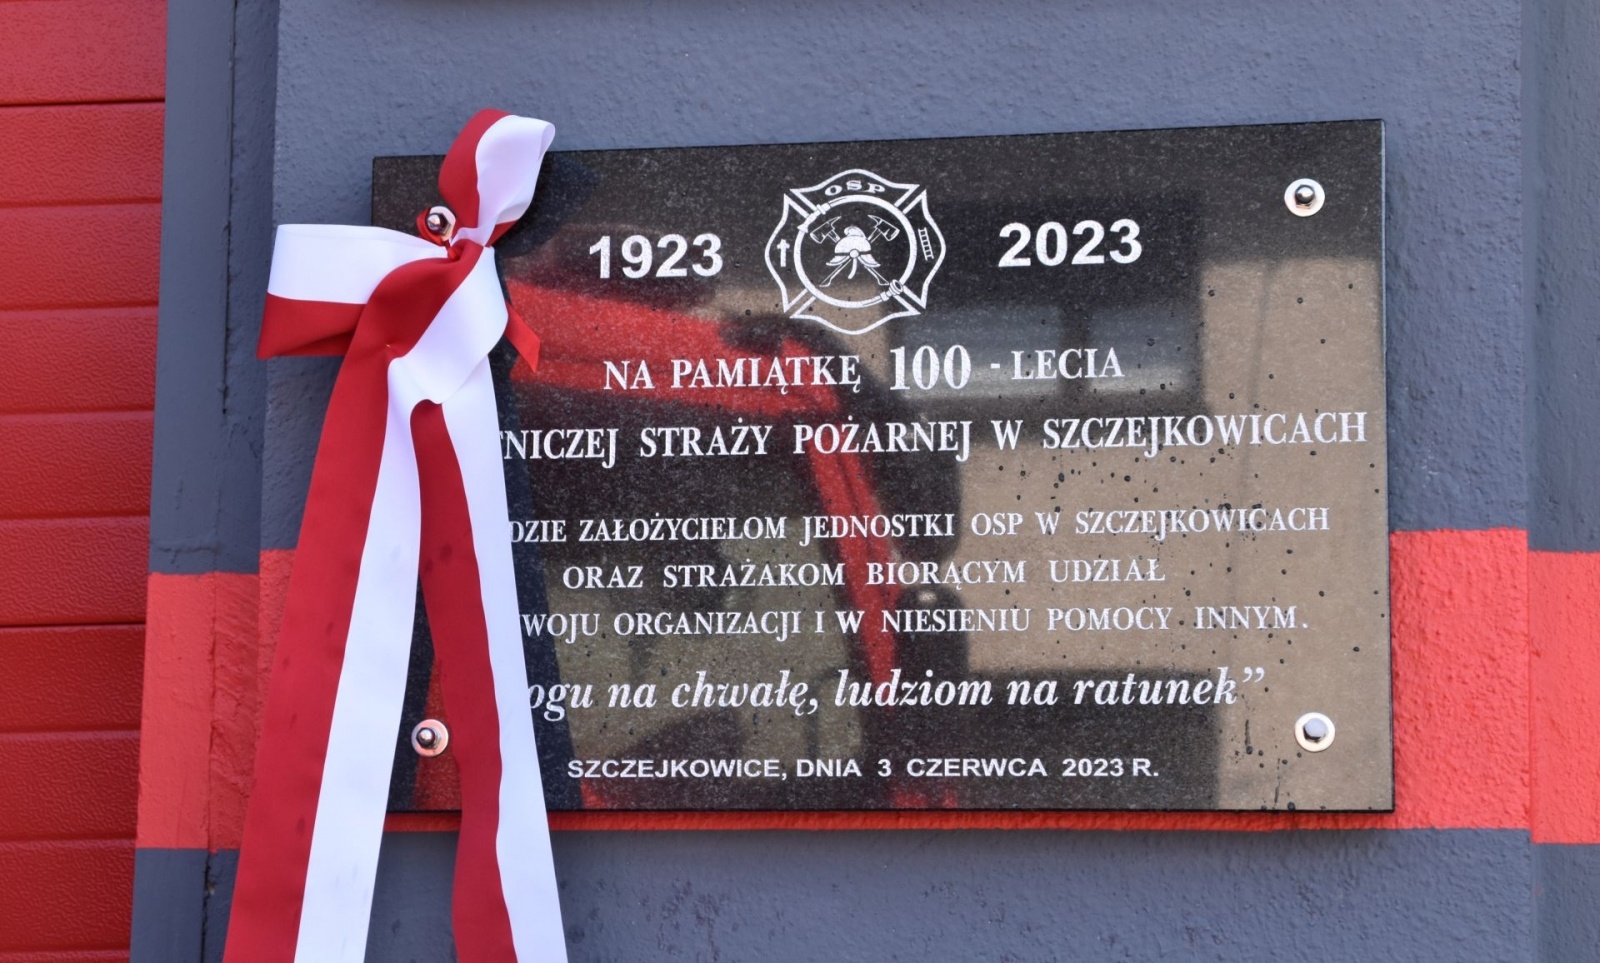 OSP
1923 2023
NA PAMIĄTKĘ 100 - LECIA
TNICZEJ STRAŻY POŻARNEJ W SZCZEJKOWICACH
DZIE ZAŁOŻYCIELOM JEDNOSTKI OSP W SZCZEJKOWICACH
ORAZ STRAŻAKOM BIORĄCYM UDZIAŁ
WOJU ORGANIZACJI I W NIESIENIU POMOCY INNYM.
ogu na chwałę, ludziom na ratunek”
SZCZEJKOWICE, DNIA 3 CZERWCA 2023 R.